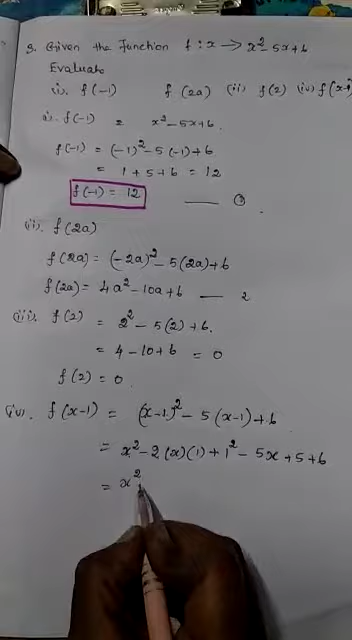 3. Given the function f : x → x² - 5x + 6
Evaluate
i). f(-1) f(2a) (ii) f(2) (iv) f(x-1)
i. f(-1) = x² - 5x + 6.
f(-1) = (-1)² - 5(-1) + 6
= 1 + 5 + 6 = 12
f(-1) = 12 —
(ii). f(2a)
f(2a) = (-2a)² - 5(2a) + 6
f(2a) = 4a² - 10a + 6 — 2
(iii). f(2) = 2² - 5(2) + 6.
= 4 - 10 + 6 = 0
f(2) = 0.
(iv). f(x-1) = (x-1)² - 5(x-1) + 6
= x² - 2(x)(1) + 1² - 5x + 5 + 6
= x²